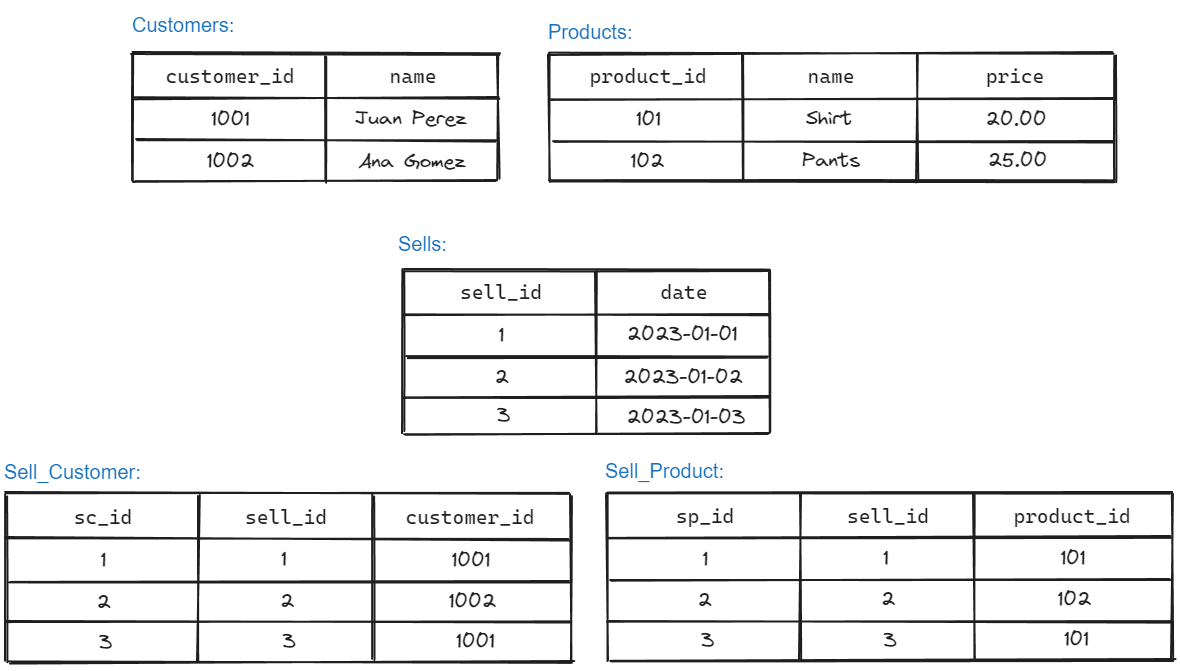 Customers:
customer_id name
1001 Juan Perez
1002 Ana Gomez
Products:
product_id name price
101 Shirt 20.00
102 Pants 25.00
Sells:
sell_id date
1 2023-01-01
2 2023-01-02
3 2023-01-03
Sell_Customer:
sc_id sell_id customer_id
1 1 1001
2 2 1002
3 3 1001
Sell_Product:
sp_id sell_id product_id
1 1 101
2 2 102
3 3 101